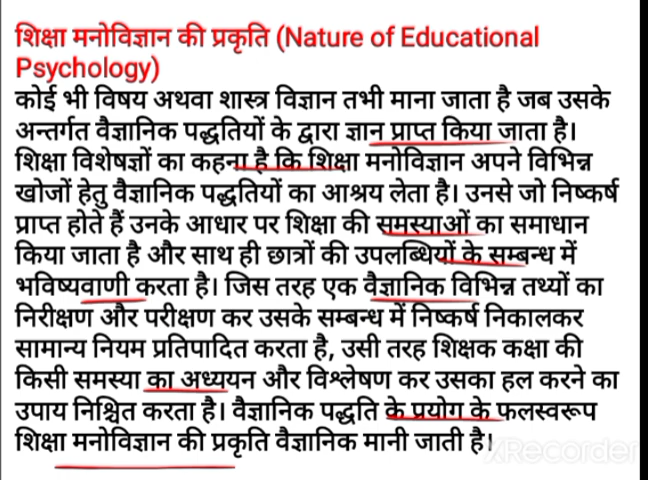 शिक्षा मनोविज्ञान की प्रकृति (Nature of Educational
Psychology)
कोई भी विषय अथवा शास्त्र विज्ञान तभी माना जाता है जब उसके
अन्तर्गत वैज्ञानिक पद्धतियों के द्वारा ज्ञान प्राप्त किया जाता है।
शिक्षा विशेषज्ञों का कहना है कि शिक्षा मनोविज्ञान अपने विभिन्न
खोजों हेतु वैज्ञानिक पद्धतियों का आश्रय लेता है। उनसे जो निष्कर्ष
प्राप्त होते हैं उनके आधार पर शिक्षा की समस्याओं का समाधान
किया जाता है और साथ ही छात्रों की उपलब्धियों के सम्बन्ध में
भविष्यवाणी करता है। जिस तरह एक वैज्ञानिक विभिन्न तथ्यों का
निरीक्षण और परीक्षण कर उसके सम्बन्ध में निष्कर्ष निकालकर
सामान्य नियम प्रतिपादित करता है, उसी तरह शिक्षक कक्षा की
किसी समस्या का अध्ययन और विश्लेषण कर उसका हल करने का
उपाय निश्चित करता है। वैज्ञानिक पद्धति के प्रयोग के फलस्वरूप
शिक्षा मनोविज्ञान की प्रकृति वैज्ञानिक मानी जाती है।
XRecorder